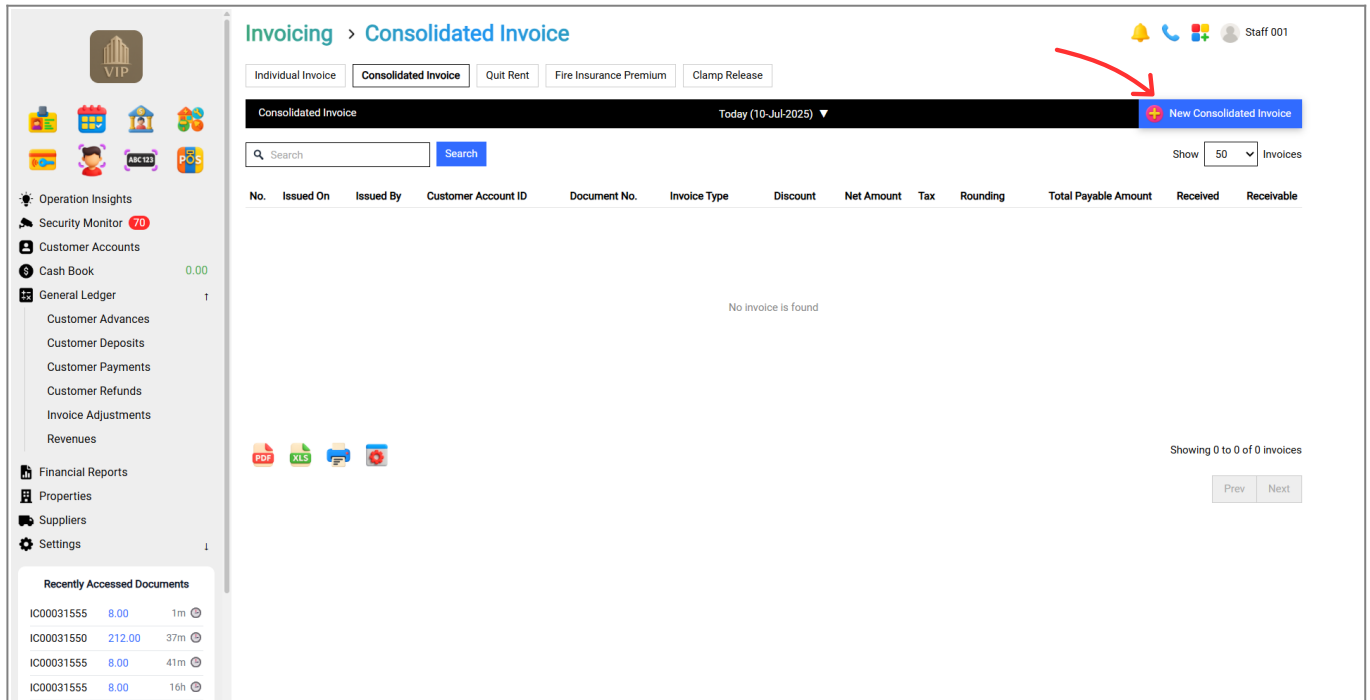 VIP
ABC 123
POS
Operation Insights
Security Monitor 70
Customer Accounts
Cash Book 0.00
General Ledger ↑
Customer Advances
Customer Deposits
Customer Payments
Customer Refunds
Invoice Adjustments
Revenues
Financial Reports
Properties
Suppliers
Settings ↓
Recently Accessed Documents
IC00031555 8.00 1m
IC00031550 212.00 37m
IC00031555 8.00 41m
IC00031555 8.00 16h
Invoicing > Consolidated Invoice
Staff 001
Individual Invoice Consolidated Invoice Quit Rent Fire Insurance Premium Clamp Release
Consolidated Invoice Today (10-Jul-2025) ▼ New Consolidated Invoice
Search Search Show 50 Invoices
No. Issued On Issued By Customer Account ID Document No. Invoice Type Discount Net Amount Tax Rounding Total Payable Amount Received Receivable
No invoice is found
PDF XLS
Showing 0 to 0 of 0 invoices
Prev Next